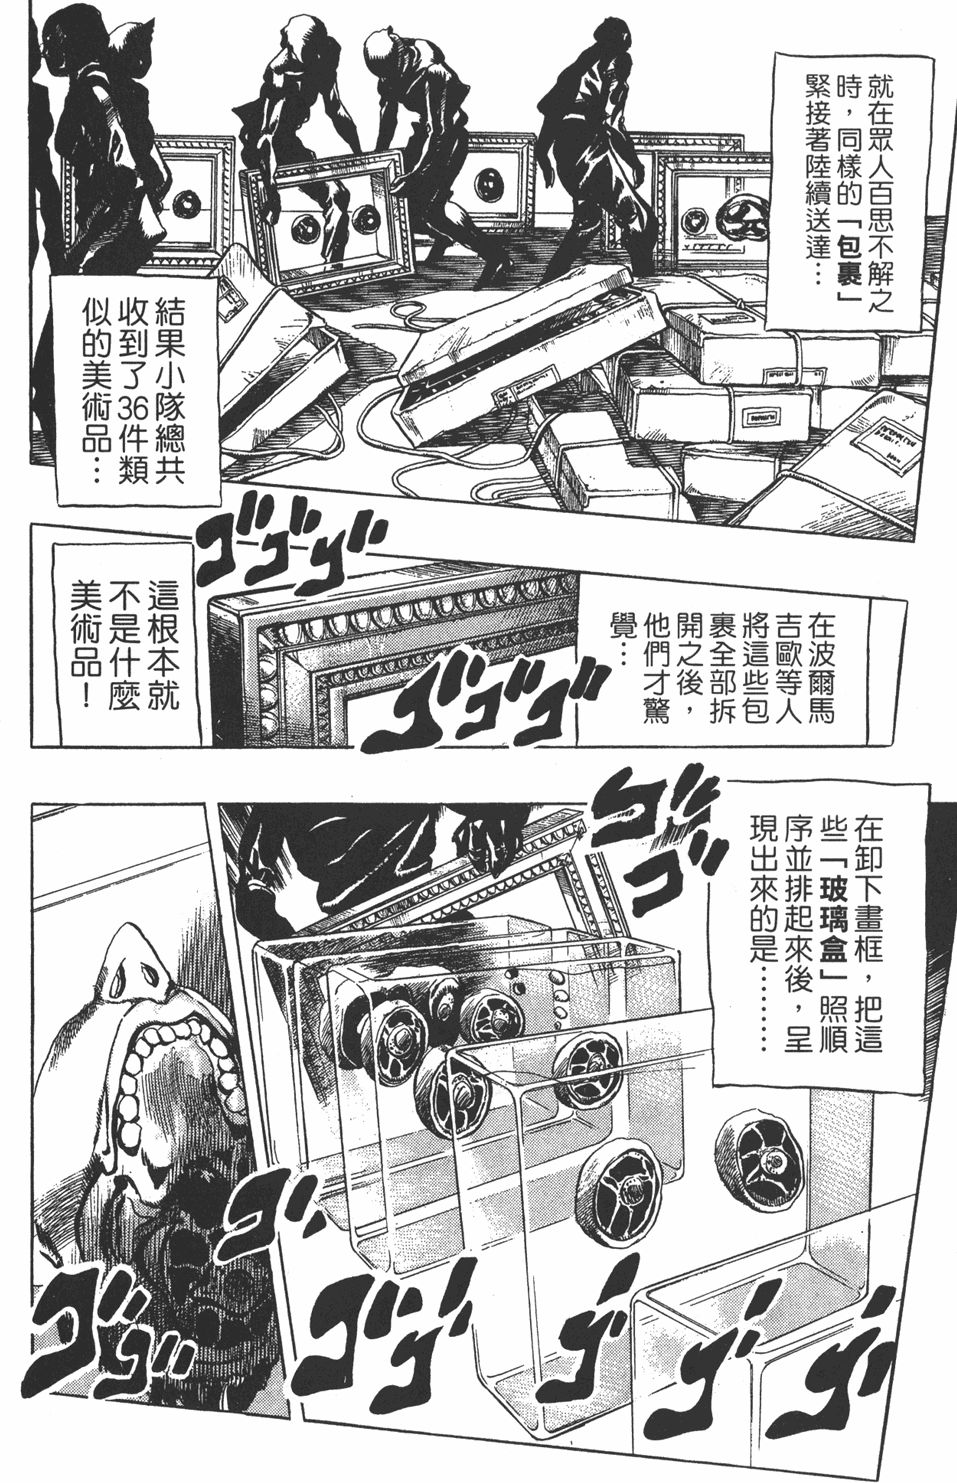 就在眾人百思不解之
時，同樣的「包裹」
緊接著陸續送達…
結果小隊總共
收到了36件類
似的美術品…
ゴゴゴ
在波爾馬
吉歐等人
將這些包
裹全部拆
開之後，
他們才驚
覺…
ゴゴゴ
這根本就
不是什麼
美術品！
在卸下畫框，把這
些「玻璃盒」照順
序並排起來後，呈
現出來的是………
ゴゴ
ゴゴ
ゴゴゴ
ゴゴゴゴゴ